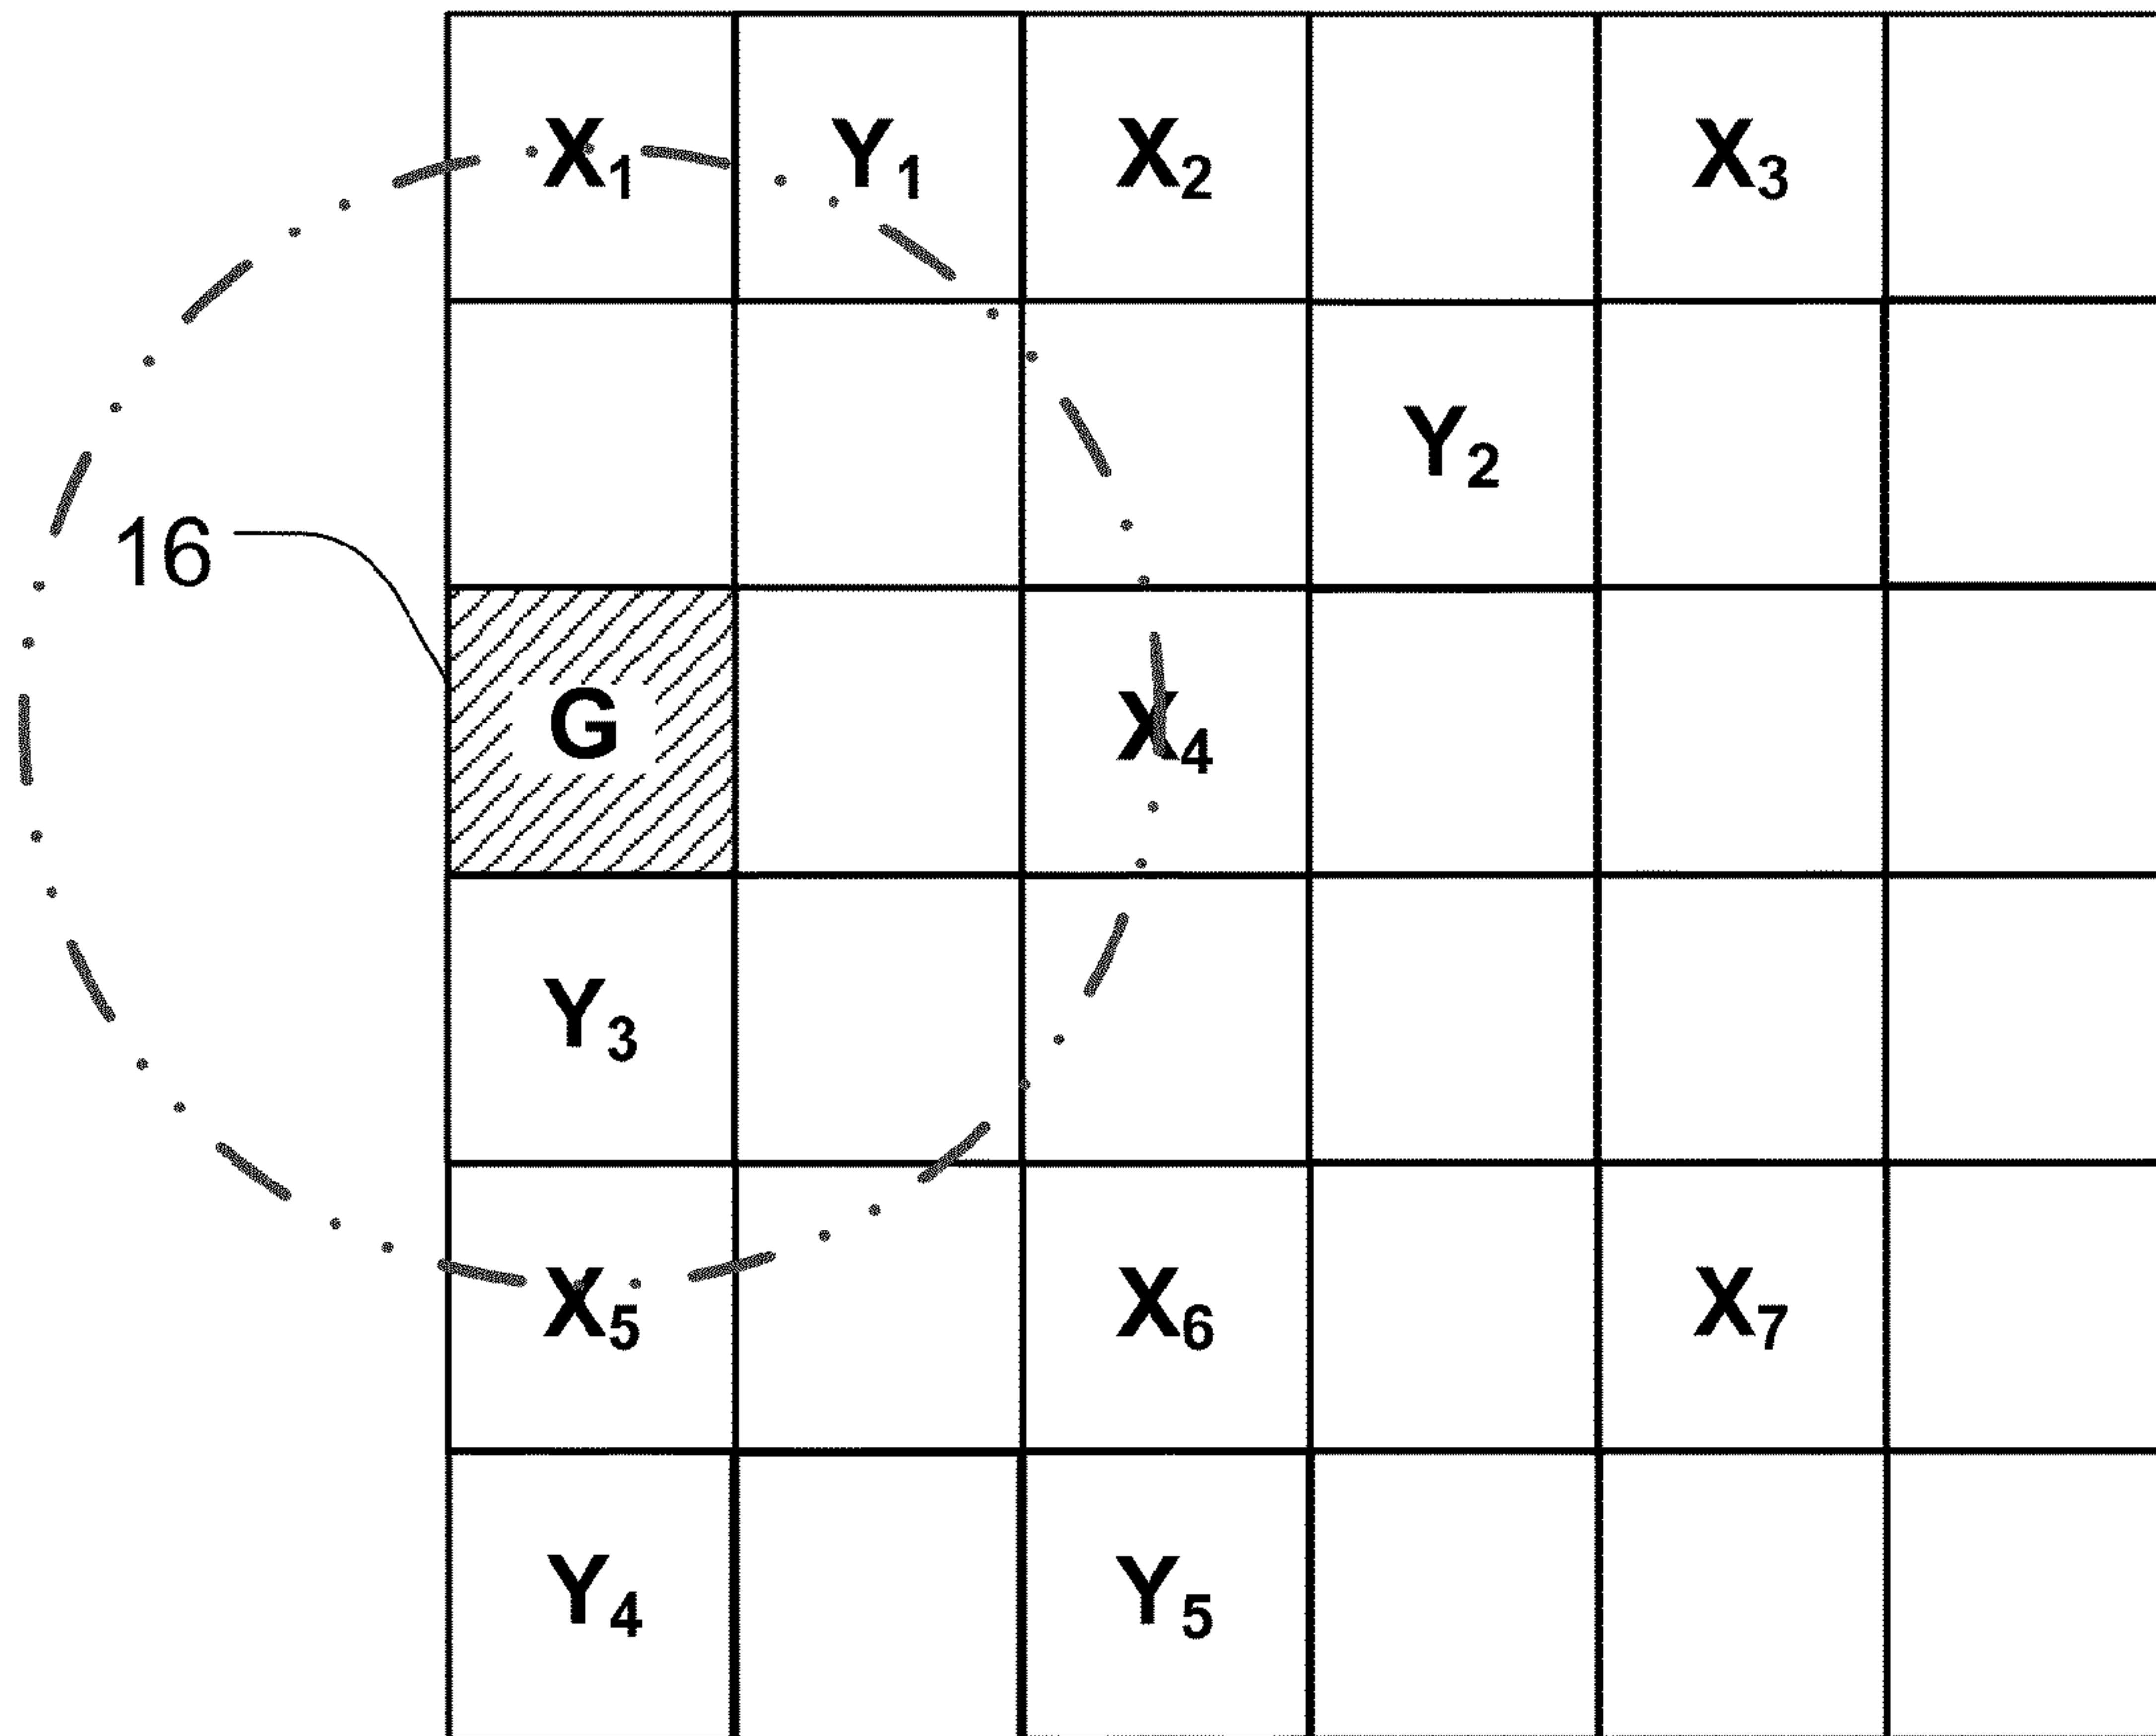 X₁ Y₁ X₂ X₃
Y₂
16
G X₄
Y₃
X₅ X₆ X₇
Y₄ Y₅